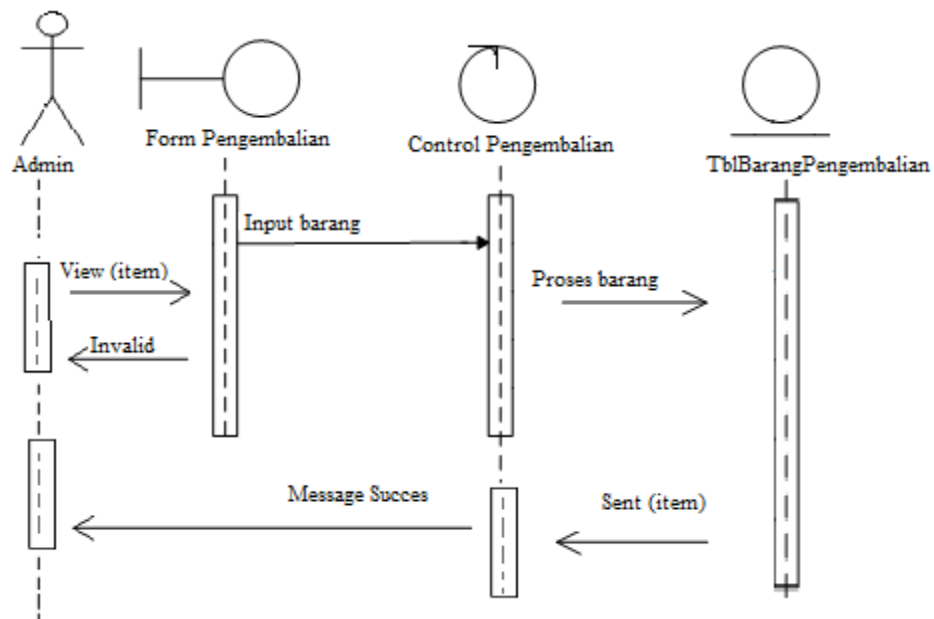 Admin
Form Pengembalian
Control Pengembalian
TblBarangPengembalian
Input barang
View (item)
Proses barang
Invalid
Message Succes
Sent (item)